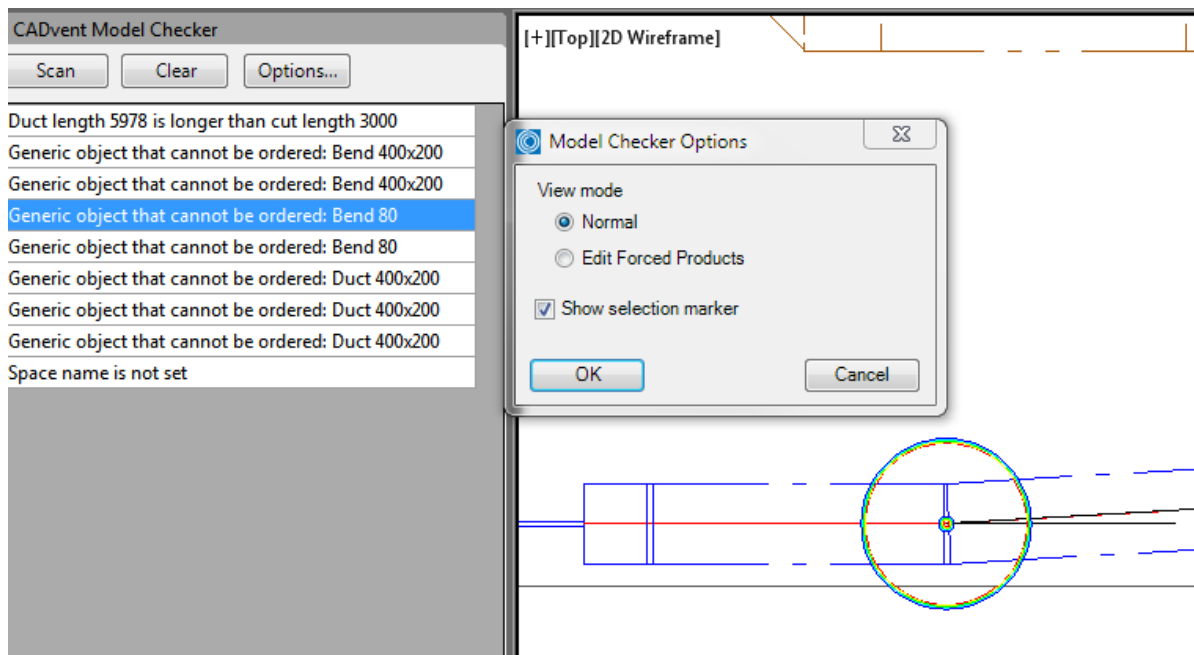 CADvent Model Checker
Scan
Clear
Options...
Duct length 5978 is longer than cut length 3000
Generic object that cannot be ordered: Bend 400x200
Generic object that cannot be ordered: Bend 400x200
Generic object that cannot be ordered: Bend 80
Generic object that cannot be ordered: Bend 80
Generic object that cannot be ordered: Duct 400x200
Generic object that cannot be ordered: Duct 400x200
Generic object that cannot be ordered: Duct 400x200
Space name is not set
[+][Top][2D Wireframe]
Model Checker Options
View mode
Normal
Edit Forced Products
Show selection marker
OK
Cancel